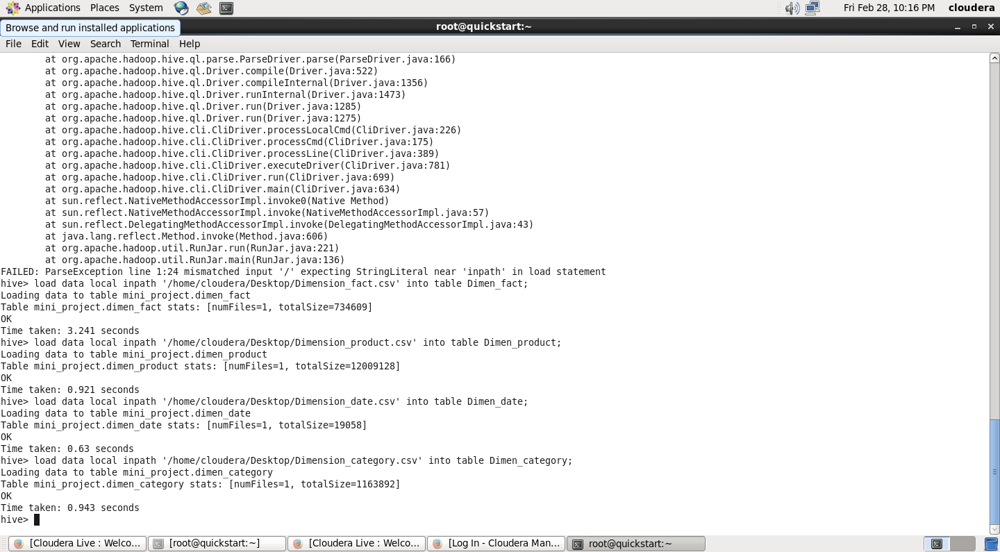 Applications Places System Fri Feb 28, 10:16 PM cloudera
Browse and run installed applications
root@quickstart:~
File Edit View Search Terminal Help
at org.apache.hadoop.hive.ql.parse.ParseDriver.parse(ParseDriver.java:166)
at org.apache.hadoop.hive.ql.Driver.compile(Driver.java:522)
at org.apache.hadoop.hive.ql.Driver.compileInternal(Driver.java:1356)
at org.apache.hadoop.hive.ql.Driver.runInternal(Driver.java:1473)
at org.apache.hadoop.hive.ql.Driver.run(Driver.java:1285)
at org.apache.hadoop.hive.ql.Driver.run(Driver.java:1275)
at org.apache.hadoop.hive.cli.CliDriver.processLocalCmd(CliDriver.java:226)
at org.apache.hadoop.hive.cli.CliDriver.processCmd(CliDriver.java:175)
at org.apache.hadoop.hive.cli.CliDriver.processLine(CliDriver.java:389)
at org.apache.hadoop.hive.cli.CliDriver.executeDriver(CliDriver.java:781)
at org.apache.hadoop.hive.cli.CliDriver.run(CliDriver.java:699)
at org.apache.hadoop.hive.cli.CliDriver.main(CliDriver.java:634)
at sun.reflect.NativeMethodAccessorImpl.invoke0(Native Method)
at sun.reflect.NativeMethodAccessorImpl.invoke(NativeMethodAccessorImpl.java:57)
at sun.reflect.DelegatingMethodAccessorImpl.invoke(DelegatingMethodAccessorImpl.java:43)
at java.lang.reflect.Method.invoke(Method.java:606)
at org.apache.hadoop.util.RunJar.run(RunJar.java:221)
at org.apache.hadoop.util.RunJar.main(RunJar.java:136)
FAILED: ParseException line 1:24 mismatched input '/' expecting StringLiteral near 'inpath' in load statement
hive> load data local inpath '/home/cloudera/Desktop/Dimension_fact.csv' into table Dimen_fact;
Loading data to table mini_project.dimen_fact
Table mini_project.dimen_fact stats: [numFiles=1, totalSize=734609]
OK
Time taken: 3.241 seconds
hive> load data local inpath '/home/cloudera/Desktop/Dimension_product.csv' into table Dimen_product;
Loading data to table mini_project.dimen_product
Table mini_project.dimen_product stats: [numFiles=1, totalSize=12009128]
OK
Time taken: 0.921 seconds
hive> load data local inpath '/home/cloudera/Desktop/Dimension_date.csv' into table Dimen_date;
Loading data to table mini_project.dimen_date
Table mini_project.dimen_date stats: [numFiles=1, totalSize=19058]
OK
Time taken: 0.63 seconds
hive> load data local inpath '/home/cloudera/Desktop/Dimension_category.csv' into table Dimen_category;
Loading data to table mini_project.dimen_category
Table mini_project.dimen_category stats: [numFiles=1, totalSize=1163892]
OK
Time taken: 0.943 seconds
hive>
[Cloudera Live : Welco... [root@quickstart:~] [Cloudera Live : Welco... [Log In - Cloudera Man... root@quickstart:~